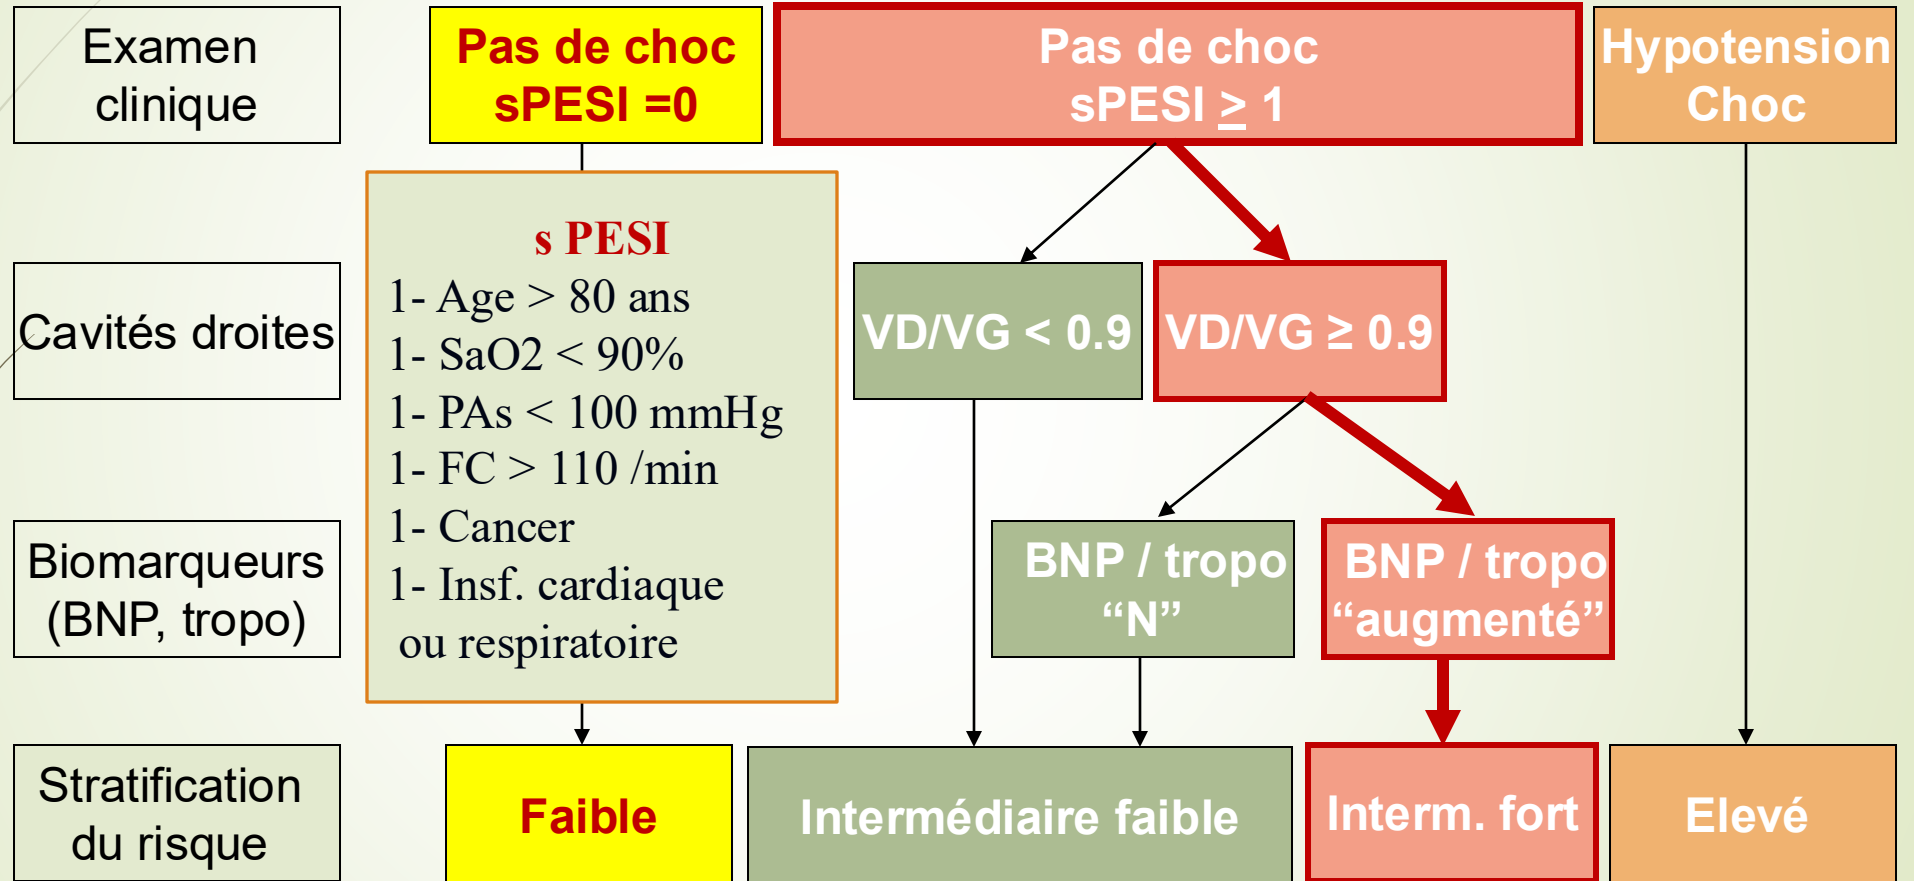 Examen
clinique
Pas de choc
sPESI =0
Pas de choc
sPESI ≥ 1
Hypotension
Choc
s PESI
1- Age > 80 ans
1- SaO2 < 90%
1- PAs < 100 mmHg
1- FC > 110 /min
1- Cancer
1- Insf. cardiaque
ou respiratoire
Cavités droites
VD/VG < 0.9
VD/VG ≥ 0.9
Biomarqueurs
(BNP, tropo)
BNP / tropo
“N”
BNP / tropo
“augmenté”
Stratification
du risque
Faible
Intermédiaire faible
Interm. fort
Elevé